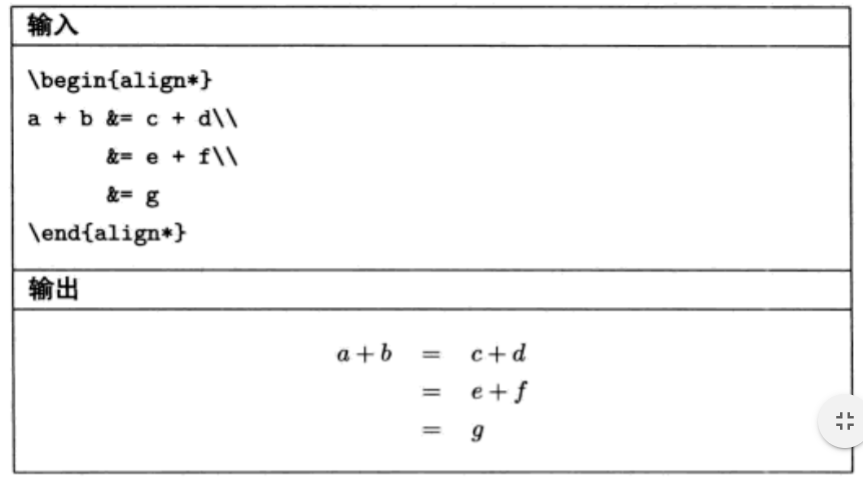 输入
\begin{align*}
a + b &= c + d\\
&= e + f\\
&= g
\end{align*}
输出
a + b = c + d
= e + f
= g